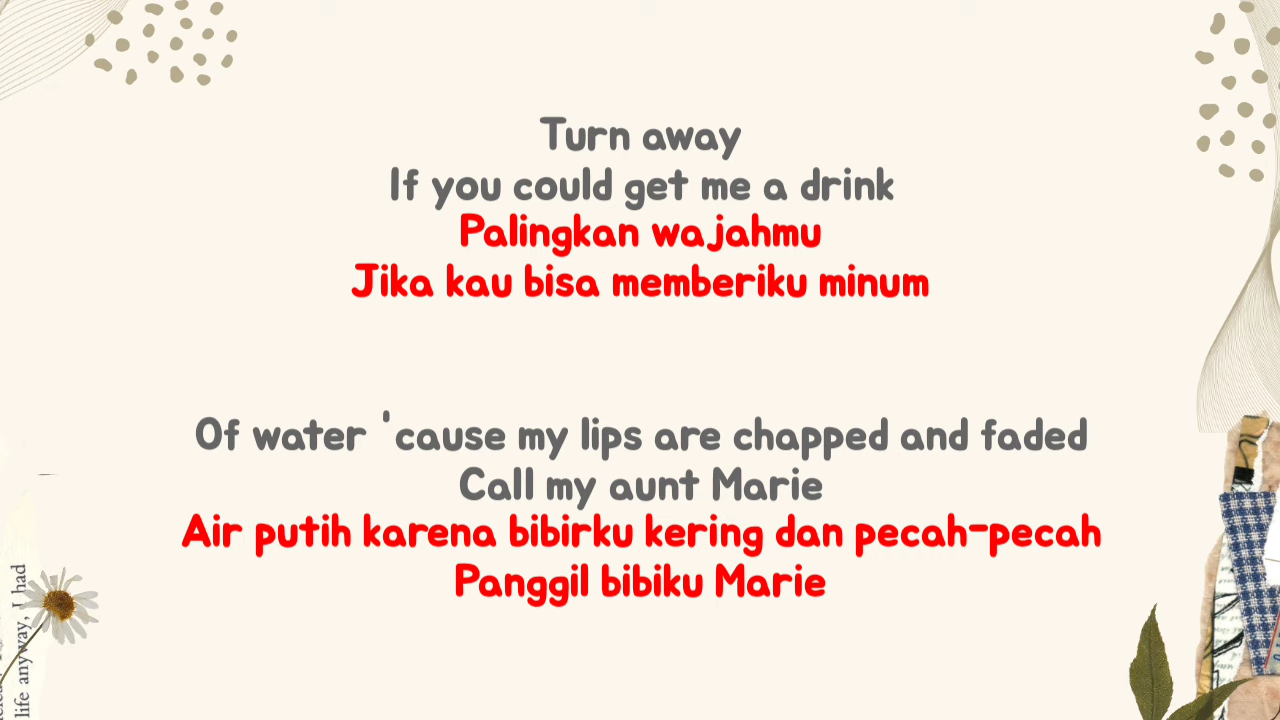 Turn away
If you could get me a drink
Palingkan wajahmu
Jika kau bisa memberiku minum
Of water 'cause my lips are chapped and faded
Call my aunt Marie
Air putih karena bibirku kering dan pecah-pecah
Panggil bibiku Marie
life anyway, I had